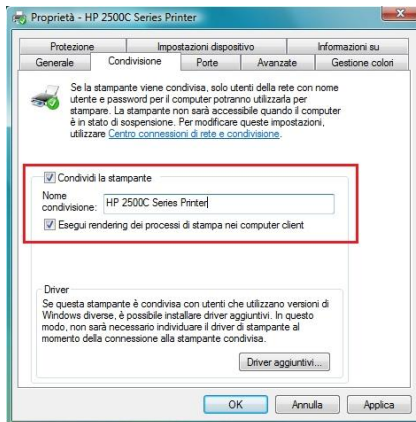 Proprietà - HP 2500C Series Printer
Protezione Impostazioni dispositivo Informazioni su
Generale Condivisione Porte Avanzate Gestione colori
Se la stampante viene condivisa, solo utenti della rete con nome
utente e password per il computer potranno utilizzarla per
stampare. La stampante non sarà accessibile quando il computer
è in stato di sospensione. Per modificare queste impostazioni,
utilizzare Centro connessioni di rete e condivisione.
Condividi la stampante
Nome
condivisione: HP 2500C Series Printer
Esegui rendering dei processi di stampa nei computer client
Driver
Se questa stampante è condivisa con utenti che utilizzano versioni di
Windows diverse, è possibile installare driver aggiuntivi. In questo
modo, non sarà necessario individuare il driver di stampante al
momento della connessione alla stampante condivisa.
Driver aggiuntivi...
OK Annulla Applica